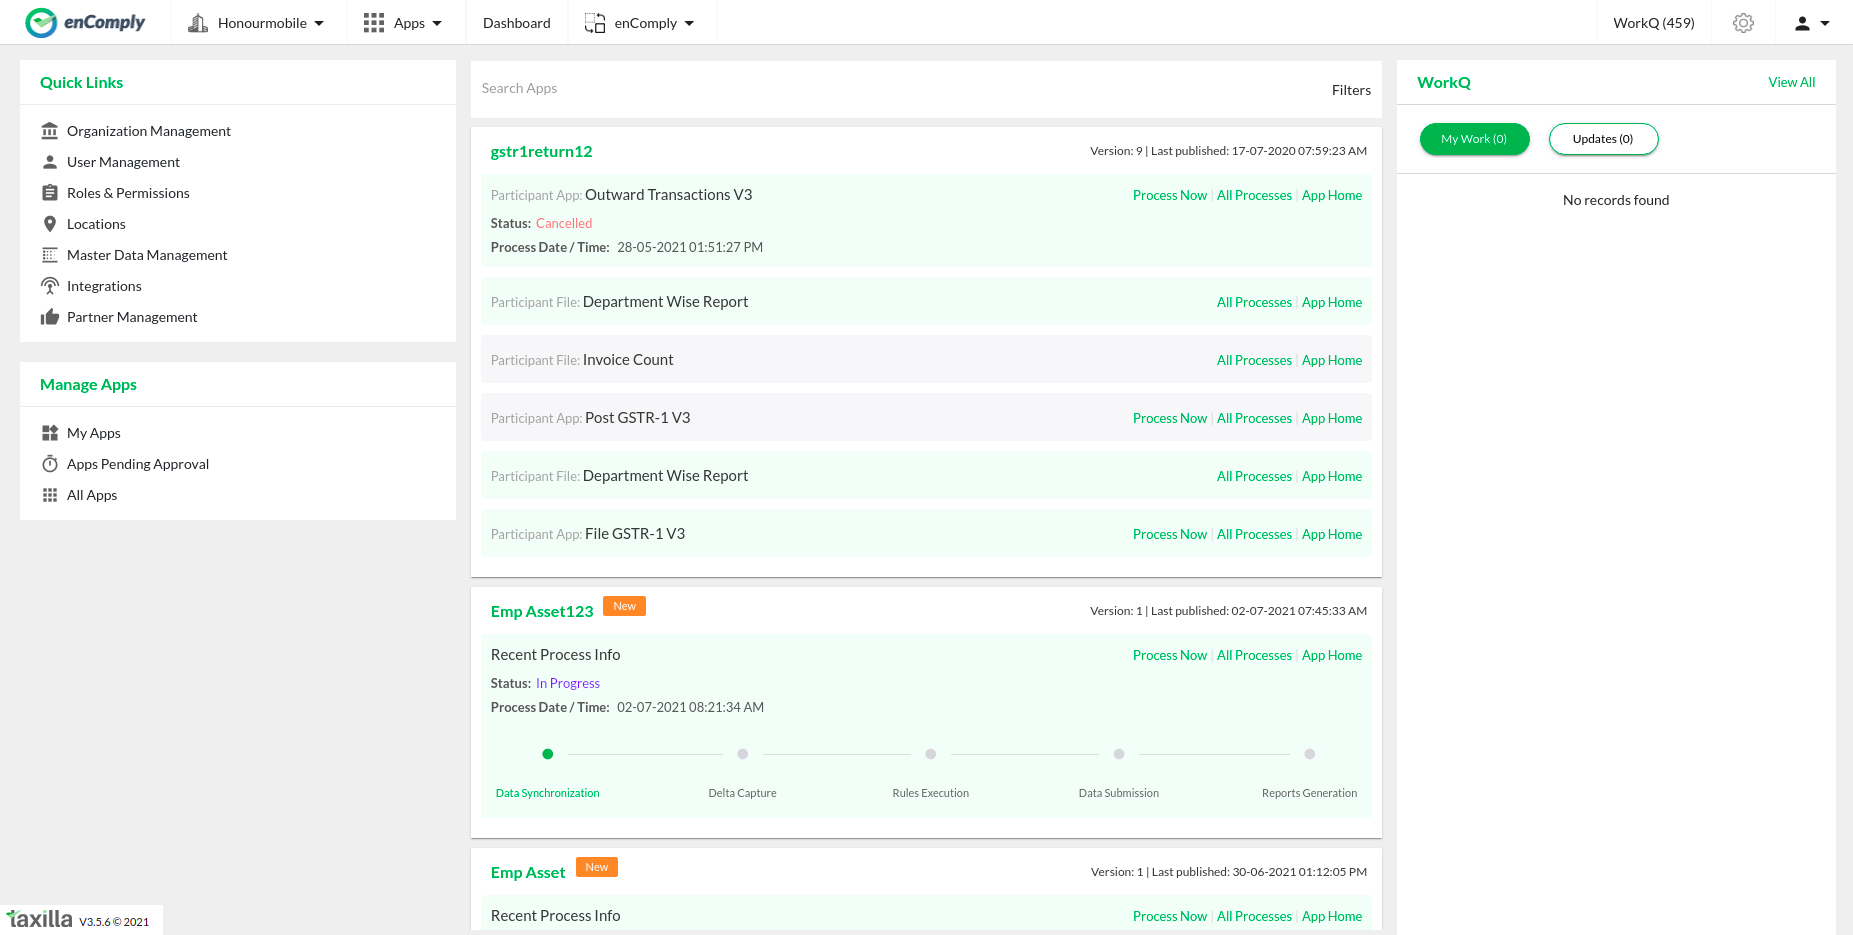 enComply
Honourmobile
Apps
Dashboard
enComply
WorkQ (459)
Quick Links
Organization Management
User Management
Roles & Permissions
Locations
Master Data Management
Integrations
Partner Management
Manage Apps
My Apps
Apps Pending Approval
All Apps
Search Apps
Filters
gstr1return12
Version: 9 | Last published: 17-07-2020 07:59:23 AM
Participant App: Outward Transactions V3
Process Now | All Processes | App Home
Status: Cancelled
Process Date / Time: 28-05-2021 01:51:27 PM
Participant File: Department Wise Report
All Processes | App Home
Participant File: Invoice Count
All Processes | App Home
Participant App: Post GSTR-1 V3
Process Now | All Processes | App Home
Participant File: Department Wise Report
All Processes | App Home
Participant App: File GSTR-1 V3
Process Now | All Processes | App Home
Emp Asset123
New
Version: 1 | Last published: 02-07-2021 07:45:33 AM
Recent Process Info
Process Now | All Processes | App Home
Status: In Progress
Process Date / Time: 02-07-2021 08:21:34 AM
Data Synchronization
Delta Capture
Rules Execution
Data Submission
Reports Generation
Emp Asset
New
Version: 1 | Last published: 30-06-2021 01:12:05 PM
Recent Process Info
Process Now | All Processes | App Home
WorkQ
View All
My Work (0)
Updates (0)
No records found
taxilla V3.5.6 © 2021